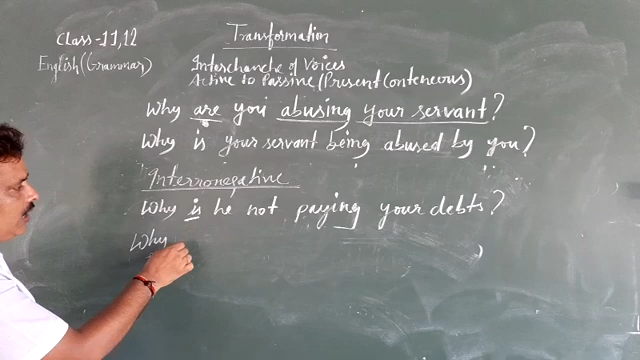 Class-11,12
Transformation
English (Grammar)
Interchange of Voices
Active to Passive/(Present Conteneous)
Why are you abusing your servant?
Why is your servant being abused by you?
Interronegative
Why is he not paying your debts?
Why